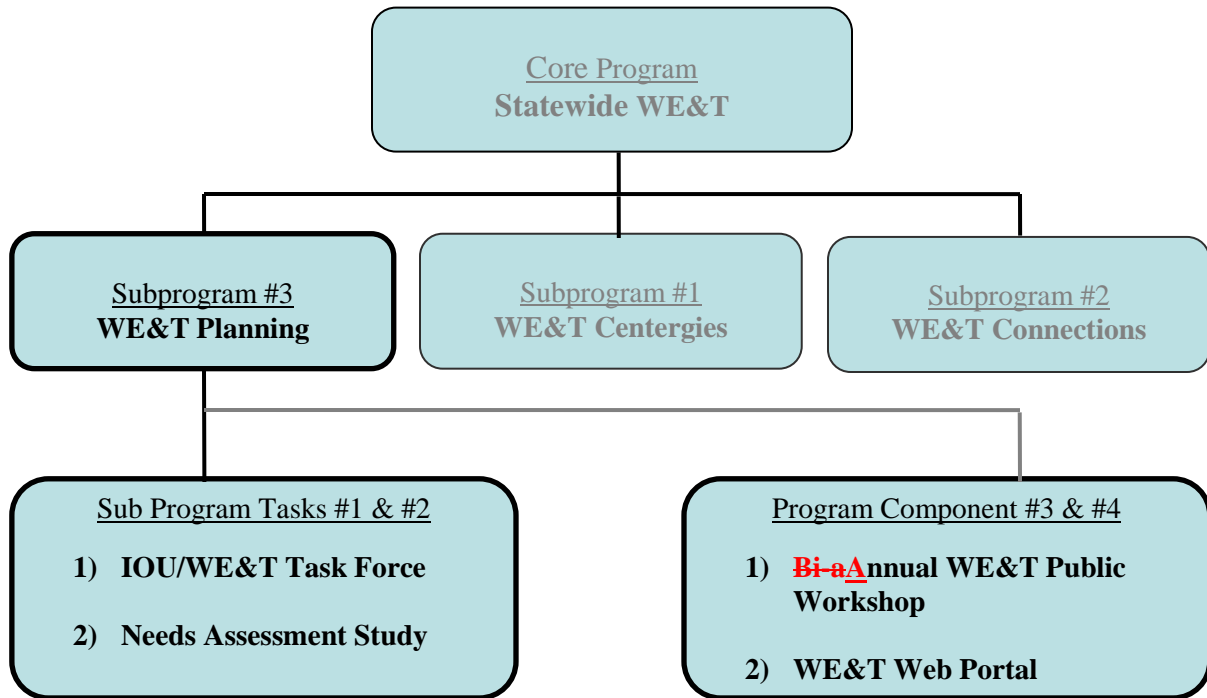 Core Program
Statewide WE&T
Subprogram #3
WE&T Planning
Subprogram #1
WE&T Centergies
Subprogram #2
WE&T Connections
Sub Program Tasks #1 & #2
1) IOU/WE&T Task Force
2) Needs Assessment Study
Program Component #3 & #4
1) Bi-aAnnual WE&T Public
Workshop
2) WE&T Web Portal